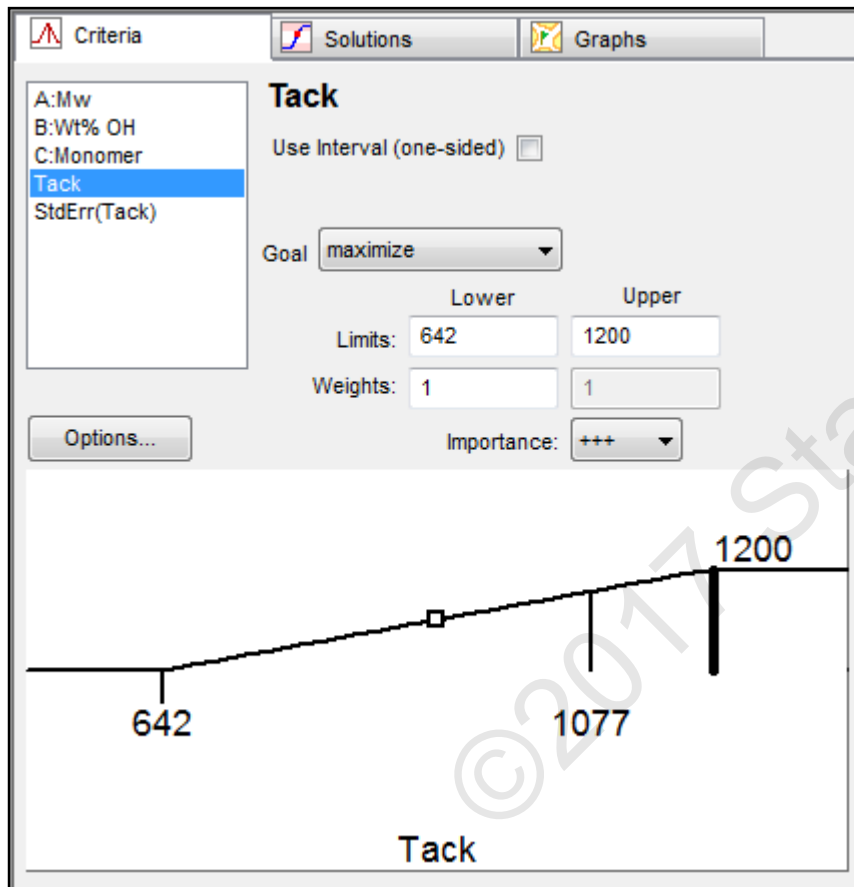 Criteria
Solutions
Graphs
A:Mw
B:Wt% OH
C:Monomer
Tack
StdErr(Tack)
Tack
Use Interval (one-sided)
Goal maximize
Lower Upper
Limits: 642 1200
Weights: 1 1
Options...
Importance: +++
1200
642
1077
Tack
©2017 Sta